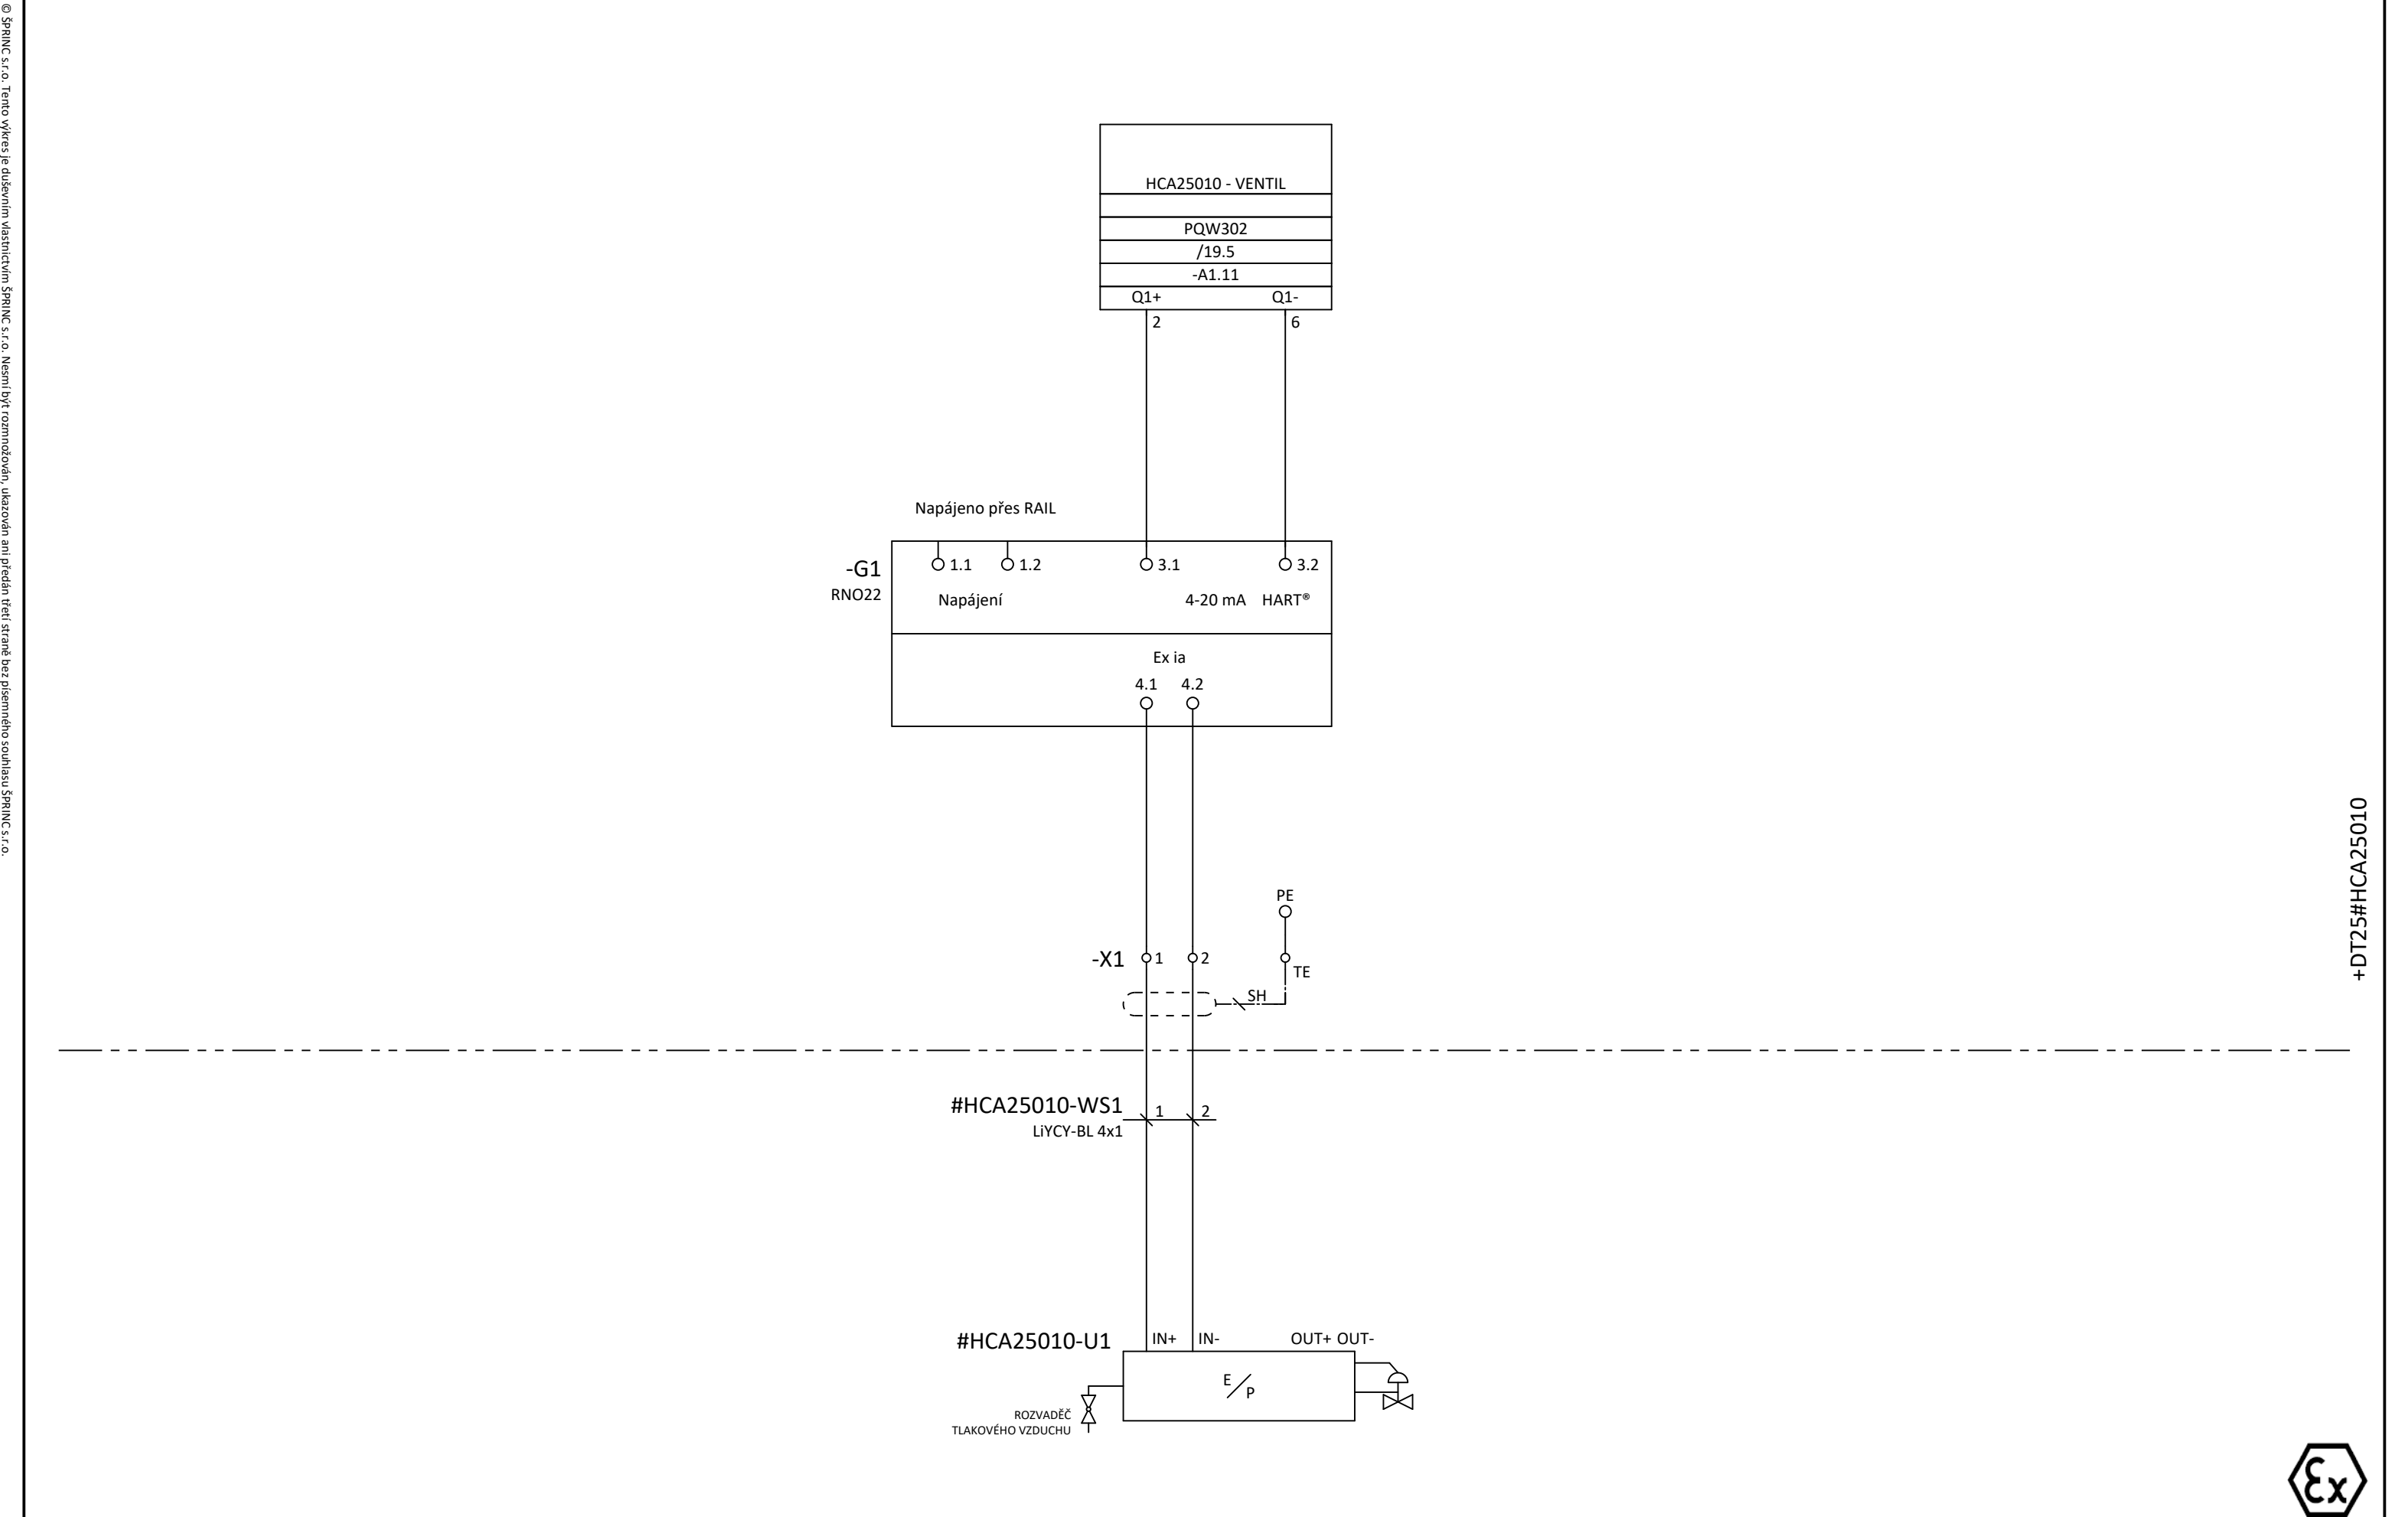 © ŠPRINC s.r.o. Tento výkres je duševním vlastnictvím ŠPRINC s.r.o. Nesmí být rozmnožován, ukazován ani předán třetí straně bez písemného souhlasu ŠPRINC s.r.o.
HCA25010 - VENTIL
PQW302
/19.5
-A1.11
Q1+ Q1-
2 6
Napájeno přes RAIL
-G1 1.1 1.2 3.1 3.2
RNO22 Napájení 4-20 mA HART®
Ex ia
4.1 4.2
+DT25#HCA25010
PE
-X1 1 2
TE
SH
#HCA25010-WS1 1 2
LiYCY-BL 4x1
#HCA25010-U1 IN+ IN- OUT+ OUT-
E/P
ROZVADĚČ
TLAKOVÉHO VZDUCHU
Ex